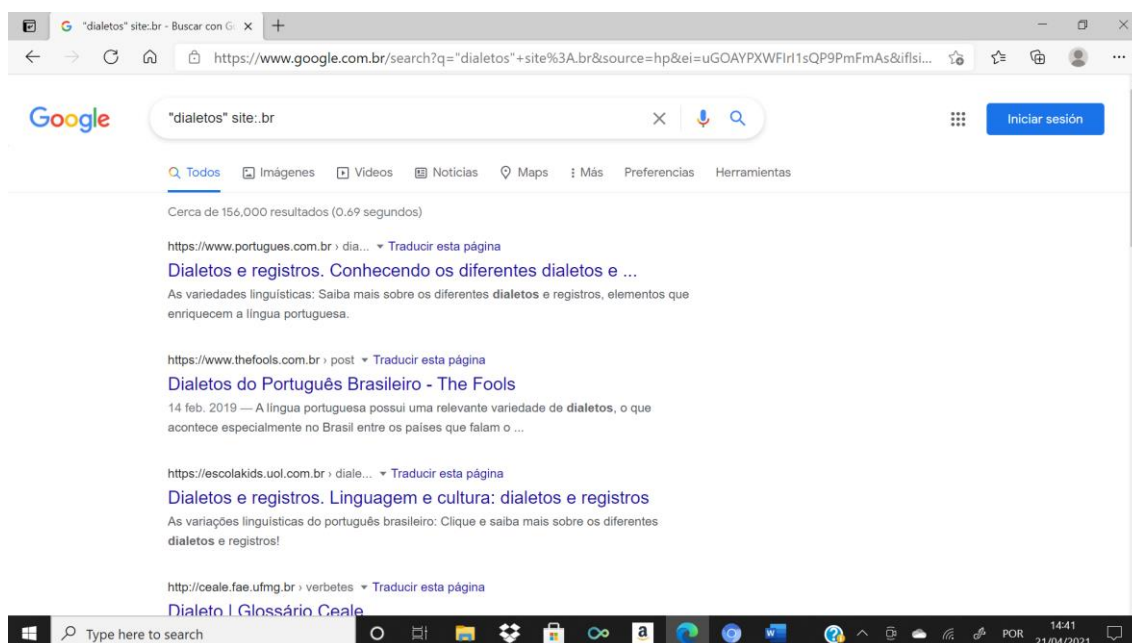 "dialetos" site:.br - Buscar con G
https://www.google.com.br/search?q="dialetos"+site%3A.br&source=hp&ei=uGOAYPXWFIrI1sQP9PmFmAs&iflsi...
Google
"dialetos" site:.br
Iniciar sesión
Todos Imágenes Videos Noticias Maps Más Preferencias Herramientas
Cerca de 156,000 resultados (0.69 segundos)
https://www.portugues.com.br › dia... Traducir esta página
Dialetos e registros. Conhecendo os diferentes dialetos e ...
As variedades linguísticas: Saiba mais sobre os diferentes dialetos e registros, elementos que
enriquecem a língua portuguesa.
https://www.thefools.com.br › post Traducir esta página
Dialetos do Português Brasileiro - The Fools
14 feb. 2019 — A língua portuguesa possui uma relevante variedade de dialetos, o que
acontece especialmente no Brasil entre os países que falam o ...
https://escolakids.uol.com.br › diale... Traducir esta página
Dialetos e registros. Linguagem e cultura: dialetos e registros
As variações linguísticas do português brasileiro: Clique e saiba mais sobre os diferentes
dialetos e registros!
http://ceale.fae.ufmg.br › verbetes Traducir esta página
Dialeto | Glossário Ceale
Type here to search
POR
14:41
21/04/2021